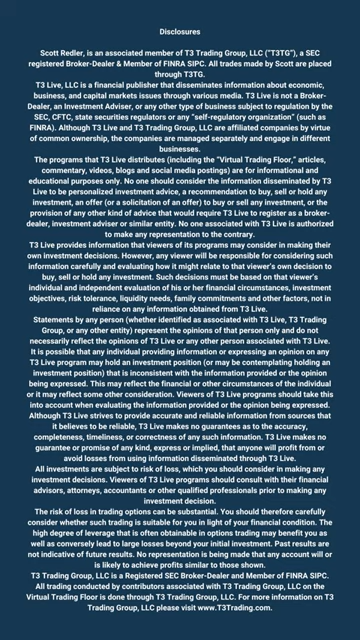 Disclosures
Scott Redler, is an associated member of T3 Trading Group, LLC ("T3TG"), a SEC
registered Broker-Dealer & Member of FINRA SIPC. All trades made by Scott are placed
through T3TG.
T3 Live, LLC is a financial publisher that disseminates information about economic,
business, and capital markets issues through various media. T3 Live is not a Broker-
Dealer, an Investment Adviser, or any other type of business subject to regulation by the
SEC, CFTC, state securities regulators or any "self-regulatory organization" (such as
FINRA). Although T3 Live and T3 Trading Group, LLC are affiliated companies by virtue
of common ownership, the companies are managed separately and engage in different
businesses.
The programs that T3 Live distributes (including the "Virtual Trading Floor," articles,
commentary, videos, blogs and social media postings) are for informational and
educational purposes only. No one should consider the information disseminated by T3
Live to be personalized investment advice, a recommendation to buy, sell or hold any
investment, an offer (or a solicitation of an offer) to buy or sell any investment, or the
provision of any other kind of advice that would require T3 Live to register as a broker-
dealer, investment adviser or similar entity. No one associated with T3 Live is authorized
to make any representation to the contrary.
T3 Live provides information that viewers of its programs may consider in making their
own investment decisions. However, any viewer will be responsible for considering such
information carefully and evaluating how it might relate to that viewer's own decision to
buy, sell or hold any investment. Such decisions must be based on that viewer's
individual and independent evaluation of his or her financial circumstances, investment
objectives, risk tolerance, liquidity needs, family commitments and other factors, not in
reliance on any information obtained from T3 Live.
Statements by any person (whether identified as associated with T3 Live, T3 Trading
Group, or any other entity) represent the opinions of that person only and do not
necessarily reflect the opinions of T3 Live or any other person associated with T3 Live.
It is possible that any individual providing information or expressing an opinion on any
T3 Live program may hold an investment position (or may be contemplating holding an
investment position) that is inconsistent with the information provided or the opinion
being expressed. This may reflect the financial or other circumstances of the individual
or it may reflect some other consideration. Viewers of T3 Live programs should take this
into account when evaluating the information provided or the opinion being expressed.
Although T3 Live strives to provide accurate and reliable information from sources that
it believes to be reliable, T3 Live makes no guarantees as to the accuracy,
completeness, timeliness, or correctness of any such information. T3 Live makes no
guarantee or promise of any kind, express or implied, that anyone will profit from or
avoid losses from using information disseminated through T3 Live.
All investments are subject to risk of loss, which you should consider in making any
investment decisions. Viewers of T3 Live programs should consult with their financial
advisors, attorneys, accountants or other qualified professionals prior to making any
investment decision.
The risk of loss in trading options can be substantial. You should therefore carefully
consider whether such trading is suitable for you in light of your financial condition. The
high degree of leverage that is often obtainable in options trading may benefit you as
well as conversely lead to large losses beyond your initial investment. Past results are
not indicative of future results. No representation is being made that any account will or
is likely to achieve profits similar to those shown.
T3 Trading Group, LLC is a Registered SEC Broker-Dealer and Member of FINRA SIPC.
All trading conducted by contributors associated with T3 Trading Group, LLC on the
Virtual Trading Floor is done through T3 Trading Group, LLC. For more information on T3
Trading Group, LLC please visit www.T3Trading.com.